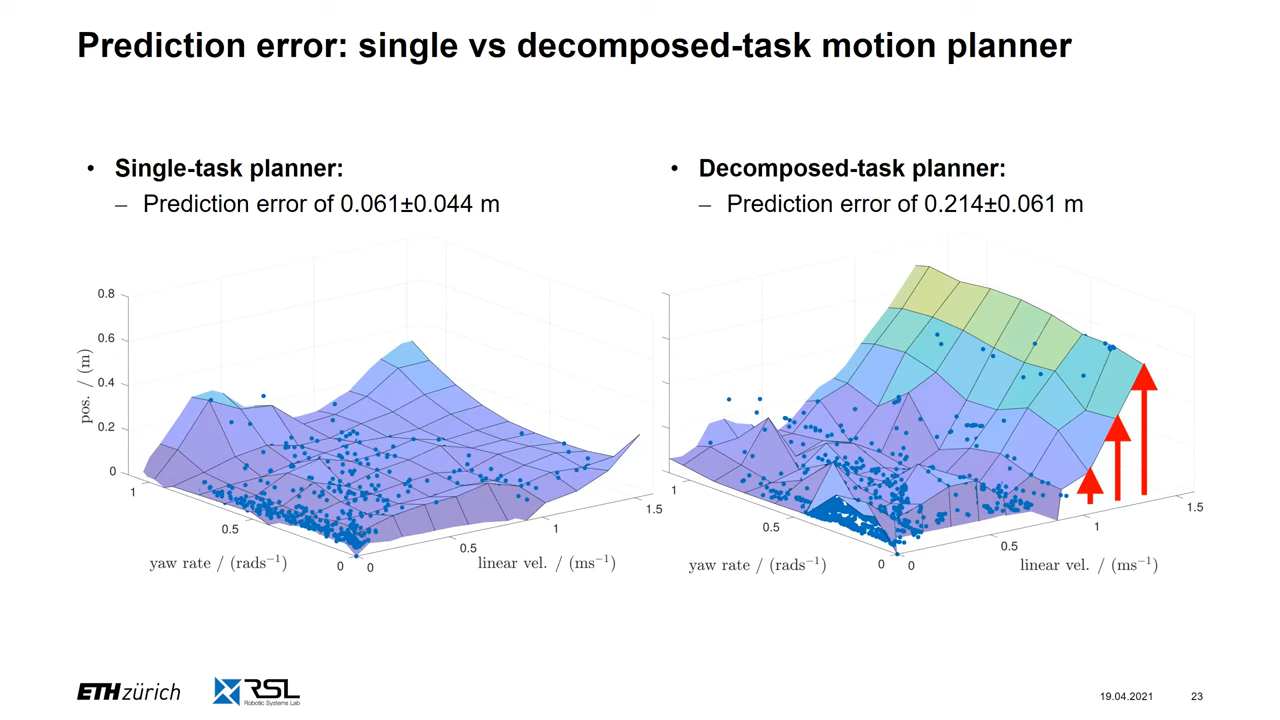 Prediction error: single vs decomposed-task motion planner
• Single-task planner:
– Prediction error of 0.061±0.044 m
• Decomposed-task planner:
– Prediction error of 0.214±0.061 m
pos. / (m)
0.8
0.6
0.4
0.2
0
1
0.5
0
yaw rate / (rads⁻¹)
0
0.5
1
1.5
linear vel. / (ms⁻¹)
1
0.5
0
yaw rate / (rads⁻¹)
0
0.5
1
1.5
linear vel. / (ms⁻¹)
ETH zürich
RSL
Robotic Systems Lab
19.04.2021
23